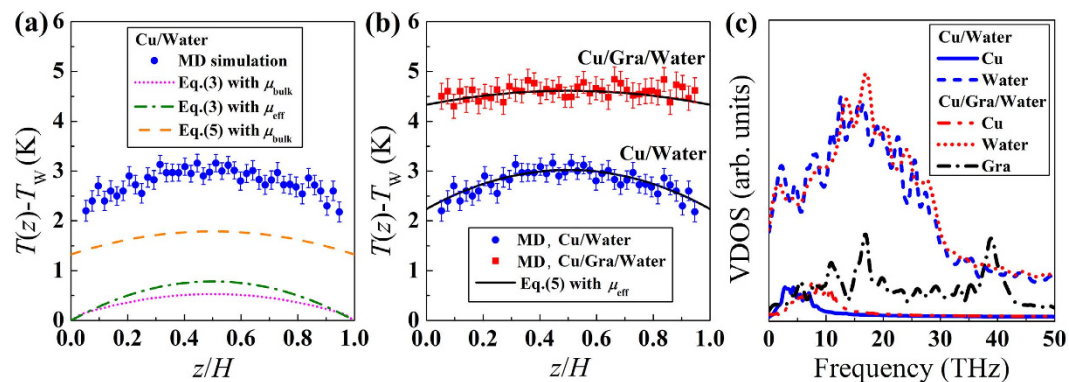 (a)
Cu/Water
MD simulation
Eq.(3) with μbulk
Eq.(3) with μeff
Eq.(5) with μbulk
T(z)-TW (K)
6
5
4
3
2
1
0
0.0 0.2 0.4 0.6 0.8 1.0
z/H
(b)
Cu/Gra/Water
Cu/Water
MD, Cu/Water
MD, Cu/Gra/Water
Eq.(5) with μeff
T(z)-TW (K)
6
5
4
3
2
1
0
0.0 0.2 0.4 0.6 0.8 1.0
z/H
(c)
Cu/Water
Cu
Water
Cu/Gra/Water
Cu
Water
Gra
VDOS (arb. units)
0 10 20 30 40 50
Frequency (THz)